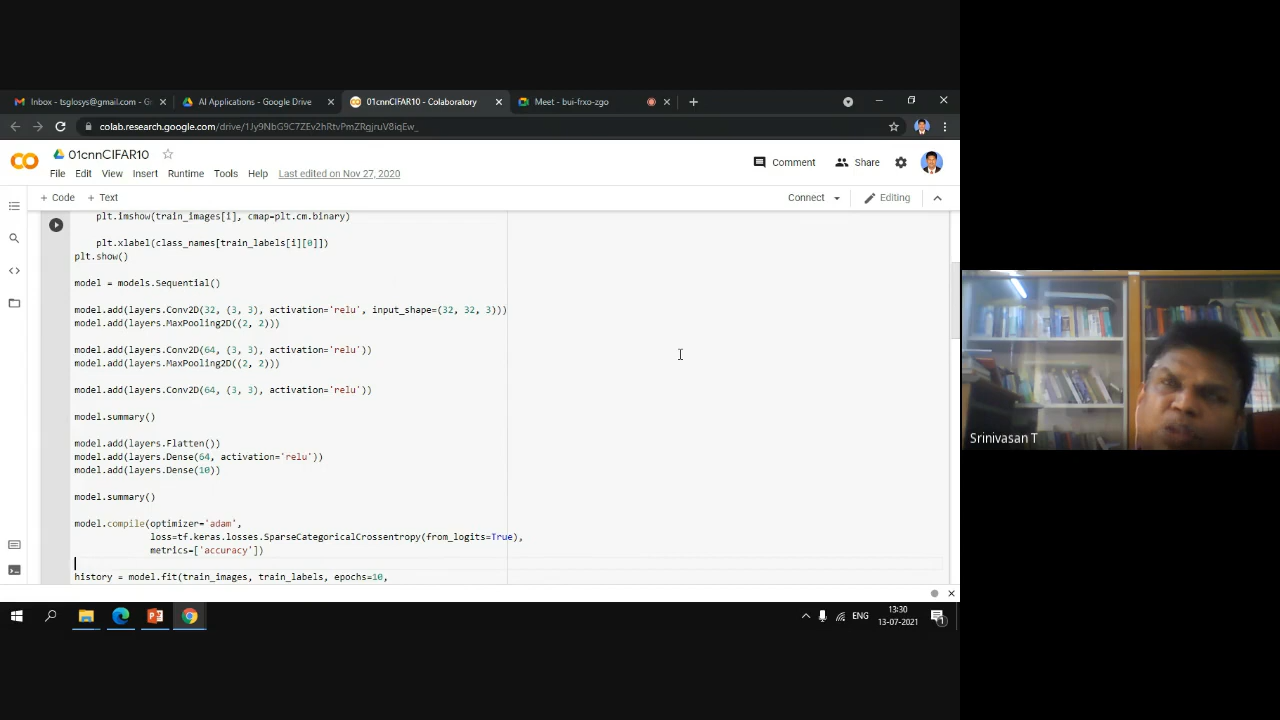 Inbox - tsglosys@gmail.com - G
AI Applications - Google Drive
01cnnCIFAR10 - Colaboratory
Meet - bui-frxo-zgo
colab.research.google.com/drive/1Jy9NbG9C7ZEv2hRtvPmZRgjruV8iqEw_
01cnnCIFAR10
Comment
Share
File Edit View Insert Runtime Tools Help Last edited on Nov 27, 2020
+ Code + Text
Connect
Editing
plt.imshow(train_images[i], cmap=plt.cm.binary)
plt.xlabel(class_names[train_labels[i][0]])
plt.show()
model = models.Sequential()
model.add(layers.Conv2D(32, (3, 3), activation='relu', input_shape=(32, 32, 3)))
model.add(layers.MaxPooling2D((2, 2)))
model.add(layers.Conv2D(64, (3, 3), activation='relu'))
model.add(layers.MaxPooling2D((2, 2)))
model.add(layers.Conv2D(64, (3, 3), activation='relu'))
model.summary()
model.add(layers.Flatten())
model.add(layers.Dense(64, activation='relu'))
model.add(layers.Dense(10))
model.summary()
model.compile(optimizer='adam',
loss=tf.keras.losses.SparseCategoricalCrossentropy(from_logits=True),
metrics=['accuracy'])
history = model.fit(train_images, train_labels, epochs=10,
Srinivasan T
ENG
13:30
13-07-2021